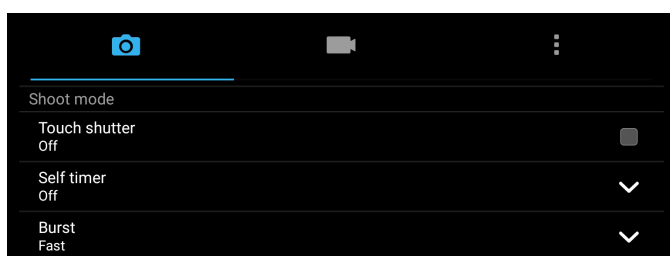 Shoot mode
Touch shutter
Off
Self timer
Off
Burst
Fast